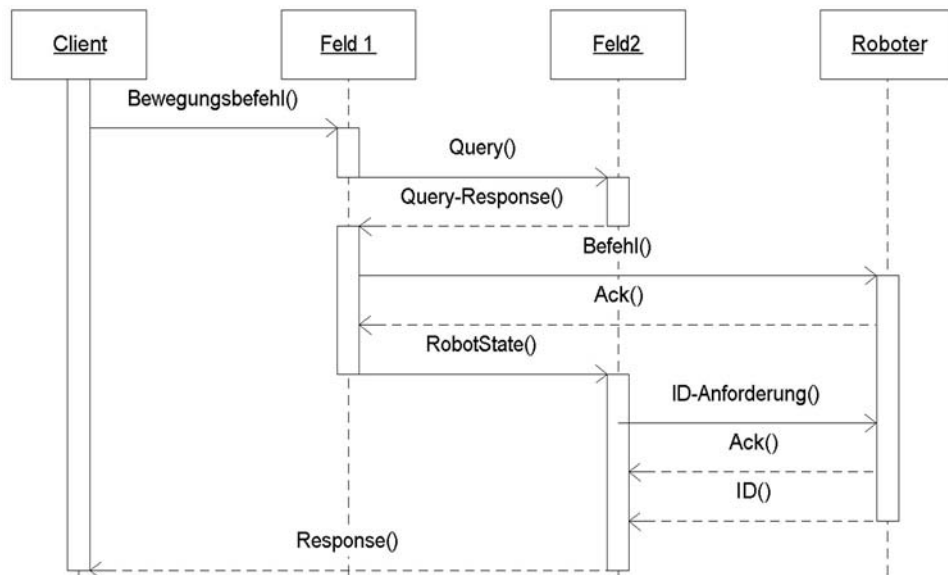 Client
Feld 1
Feld2
Roboter
Bewegungsbefehl()
Query()
Query-Response()
Befehl()
Ack()
RobotState()
ID-Anforderung()
Ack()
ID()
Response()